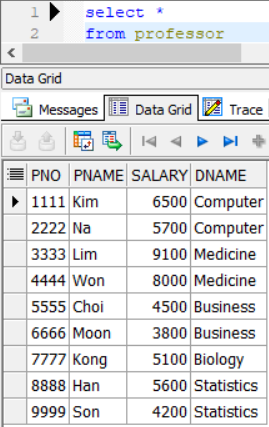 1 select *
2 from professor
Data Grid
Messages Data Grid Trace
PNO PNAME SALARY DNAME
1111 Kim 6500 Computer
2222 Na 5700 Computer
3333 Lim 9100 Medicine
4444 Won 8000 Medicine
5555 Choi 4500 Business
6666 Moon 3800 Business
7777 Kong 5100 Biology
8888 Han 5600 Statistics
9999 Son 4200 Statistics